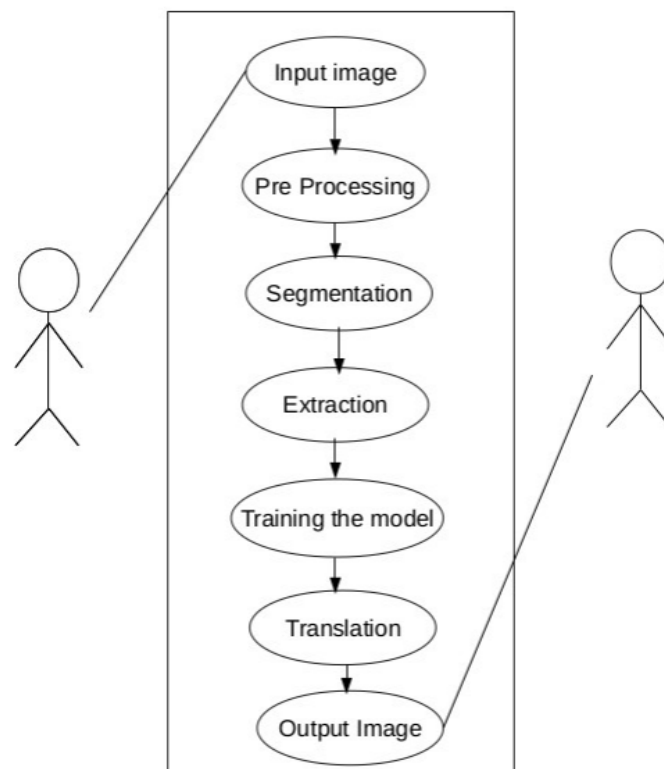 Input image
Pre Processing
Segmentation
Extraction
Training the model
Translation
Output Image